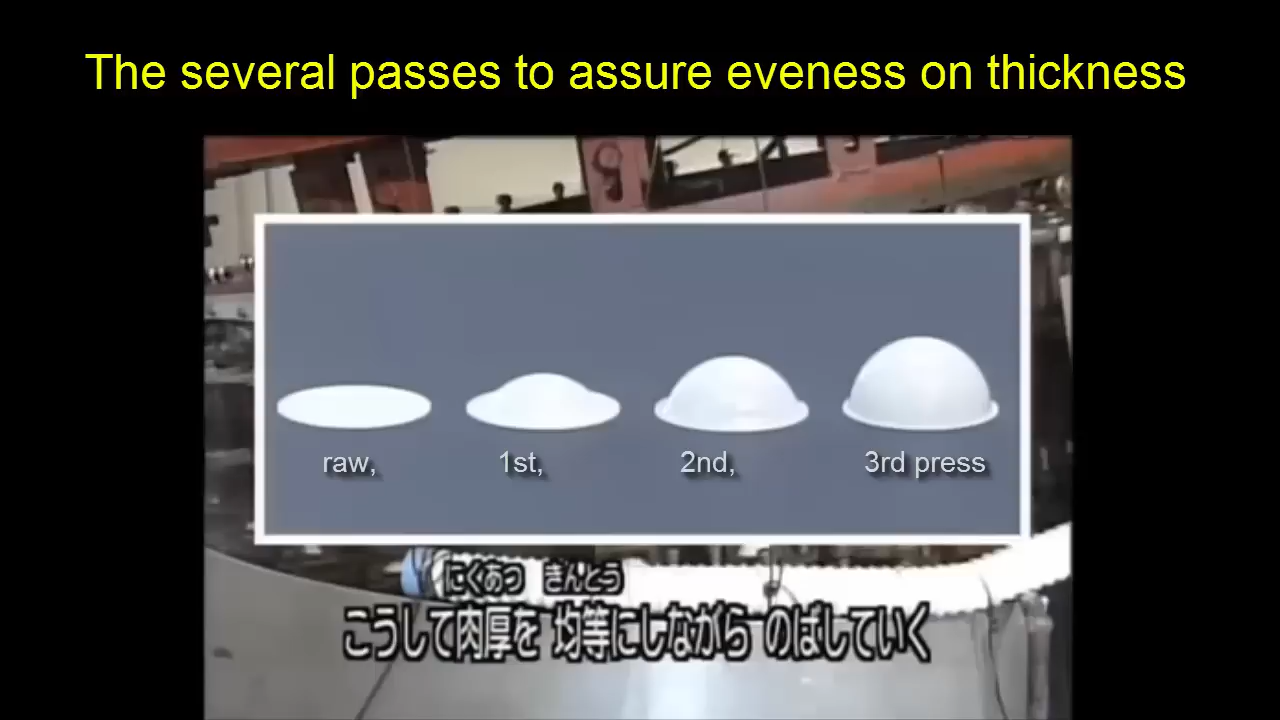 The several passes to assure eveness on thickness
raw, 1st, 2nd, 3rd press
にくあつ きんとう
こうして肉厚を 均等にしながら のばしていく